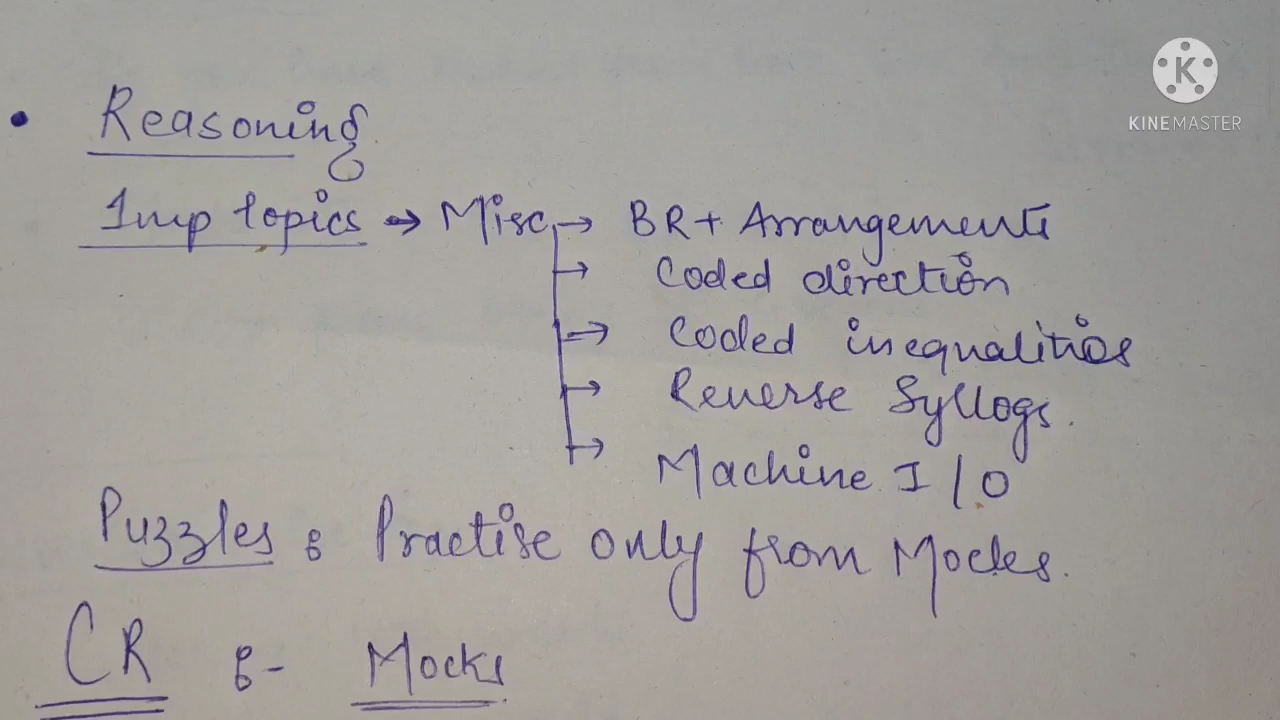 K
KINEMASTER
• Reasoning
Imp topics → Misc → BR + Arrangements
→ Coded direction
→ Coded inequalities
→ Reverse Syllogs.
→ Machine I/O
Puzzles : Practise only from Mocks.
CR :- Mocks